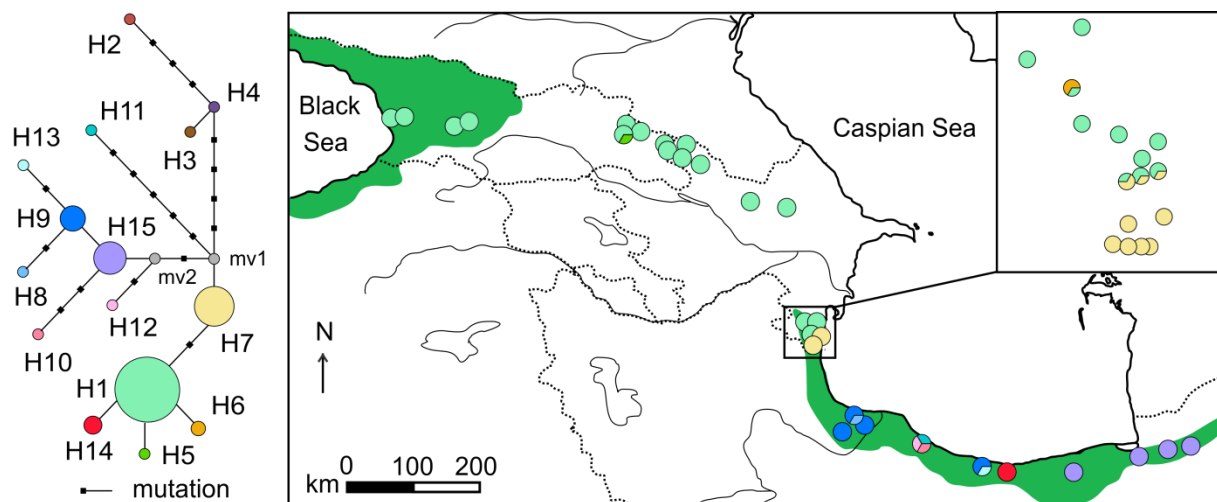 H2
H4
H11
H3
H13
H9
H15
mv1
mv2
H8
H12
H7
H10
H1
H6
H14
H5
mutation
Black
Sea
Caspian Sea
N
0 100 200
km